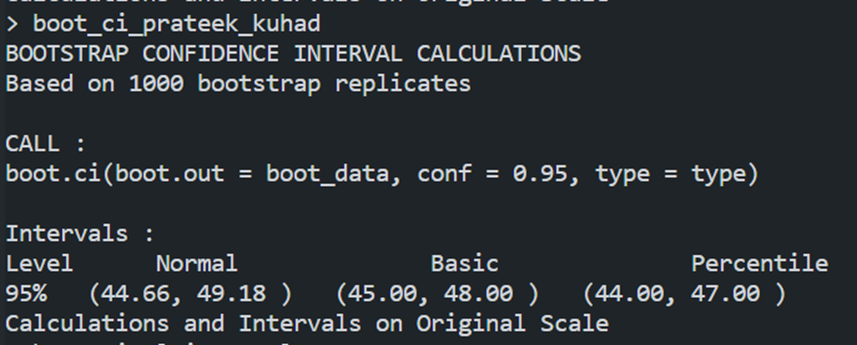 > boot_ci_prateek_kuhad
BOOTSTRAP CONFIDENCE INTERVAL CALCULATIONS
Based on 1000 bootstrap replicates

CALL :
boot.ci(boot.out = boot_data, conf = 0.95, type = type)

Intervals :
Level      Normal              Basic              Percentile
95%   (44.66, 49.18 )   (45.00, 48.00 )   (44.00, 47.00 )
Calculations and Intervals on Original Scale